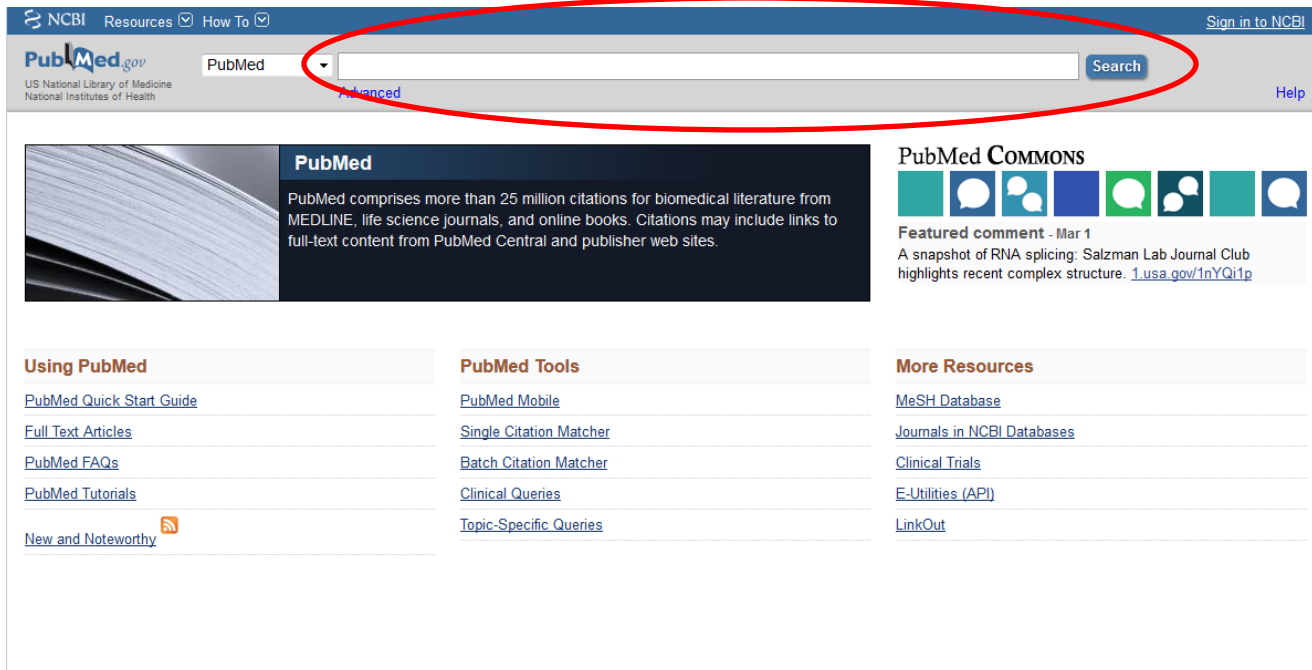 NCBI Resources How To Sign in to NCBI
PubMed.gov
US National Library of Medicine
National Institutes of Health
PubMed
Search
Advanced
Help
PubMed
PubMed comprises more than 25 million citations for biomedical literature from
MEDLINE, life science journals, and online books. Citations may include links to
full-text content from PubMed Central and publisher web sites.
PubMed COMMONS
Featured comment - Mar 1
A snapshot of RNA splicing: Salzman Lab Journal Club
highlights recent complex structure. 1.usa.gov/1nYQi1p
Using PubMed
PubMed Quick Start Guide
Full Text Articles
PubMed FAQs
PubMed Tutorials
New and Noteworthy
PubMed Tools
PubMed Mobile
Single Citation Matcher
Batch Citation Matcher
Clinical Queries
Topic-Specific Queries
More Resources
MeSH Database
Journals in NCBI Databases
Clinical Trials
E-Utilities (API)
LinkOut